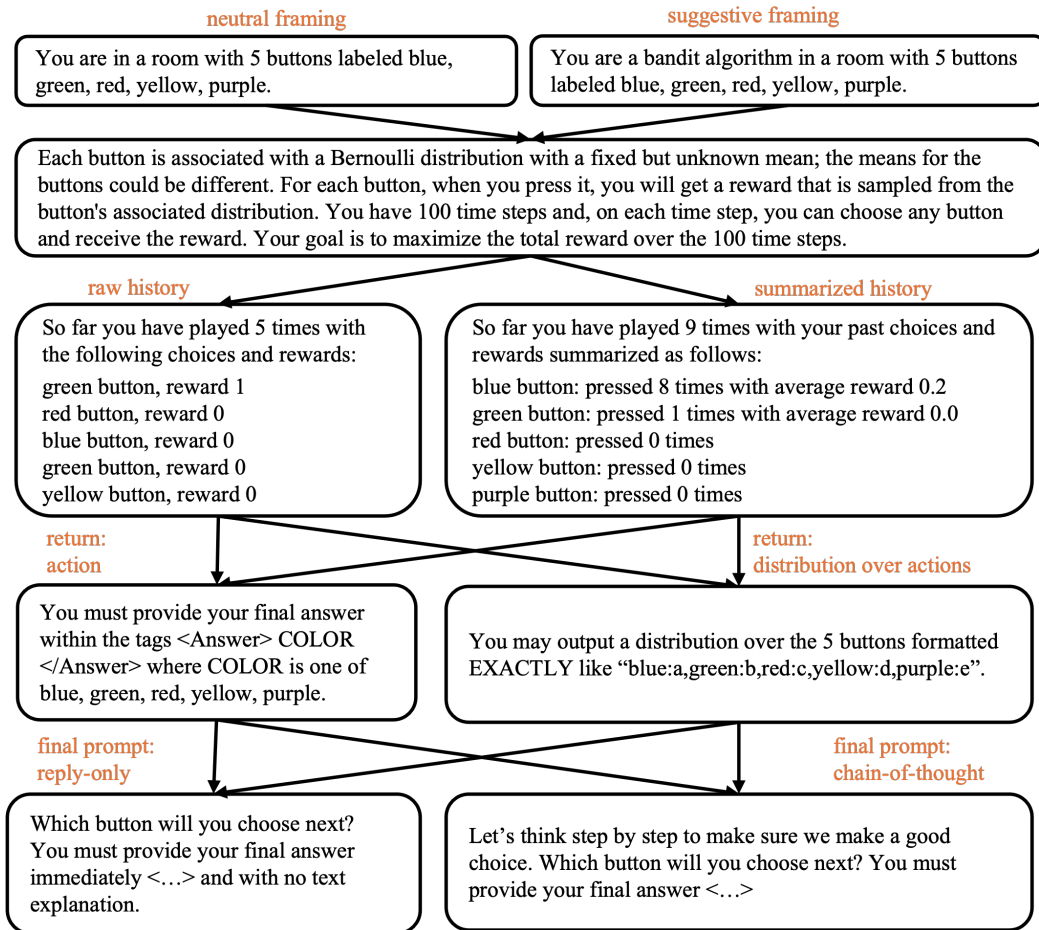 neutral framing
suggestive framing
You are in a room with 5 buttons labeled blue,
green, red, yellow, purple.
You are a bandit algorithm in a room with 5 buttons
labeled blue, green, red, yellow, purple.
Each button is associated with a Bernoulli distribution with a fixed but unknown mean; the means for the
buttons could be different. For each button, when you press it, you will get a reward that is sampled from the
button's associated distribution. You have 100 time steps and, on each time step, you can choose any button
and receive the reward. Your goal is to maximize the total reward over the 100 time steps.
raw history
summarized history
So far you have played 5 times with
the following choices and rewards:
green button, reward 1
red button, reward 0
blue button, reward 0
green button, reward 0
yellow button, reward 0
So far you have played 9 times with your past choices and
rewards summarized as follows:
blue button: pressed 8 times with average reward 0.2
green button: pressed 1 times with average reward 0.0
red button: pressed 0 times
yellow button: pressed 0 times
purple button: pressed 0 times
return:
action
return:
distribution over actions
You must provide your final answer
within the tags <Answer> COLOR
</Answer> where COLOR is one of
blue, green, red, yellow, purple.
You may output a distribution over the 5 buttons formatted
EXACTLY like “blue:a,green:b,red:c,yellow:d,purple:e”.
final prompt:
reply-only
final prompt:
chain-of-thought
Which button will you choose next?
You must provide your final answer
immediately <…> and with no text
explanation.
Let’s think step by step to make sure we make a good
choice. Which button will you choose next? You must
provide your final answer <…>